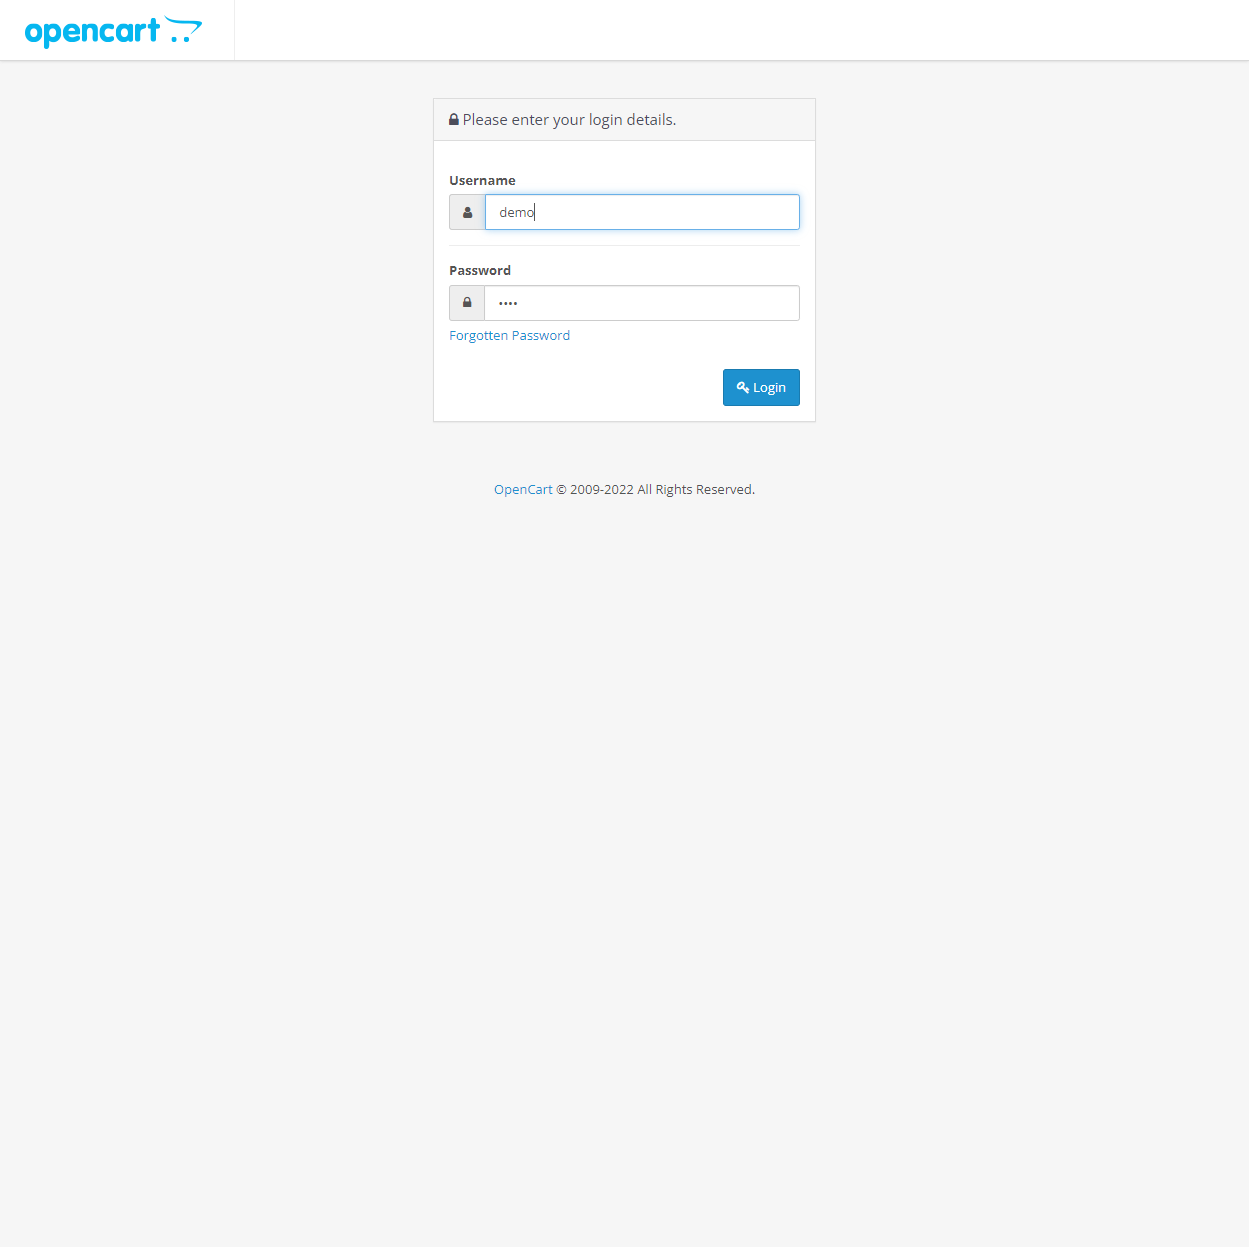 opencart
Please enter your login details.
Username
demo
Password
••••
Forgotten Password
Login
OpenCart © 2009-2022 All Rights Reserved.